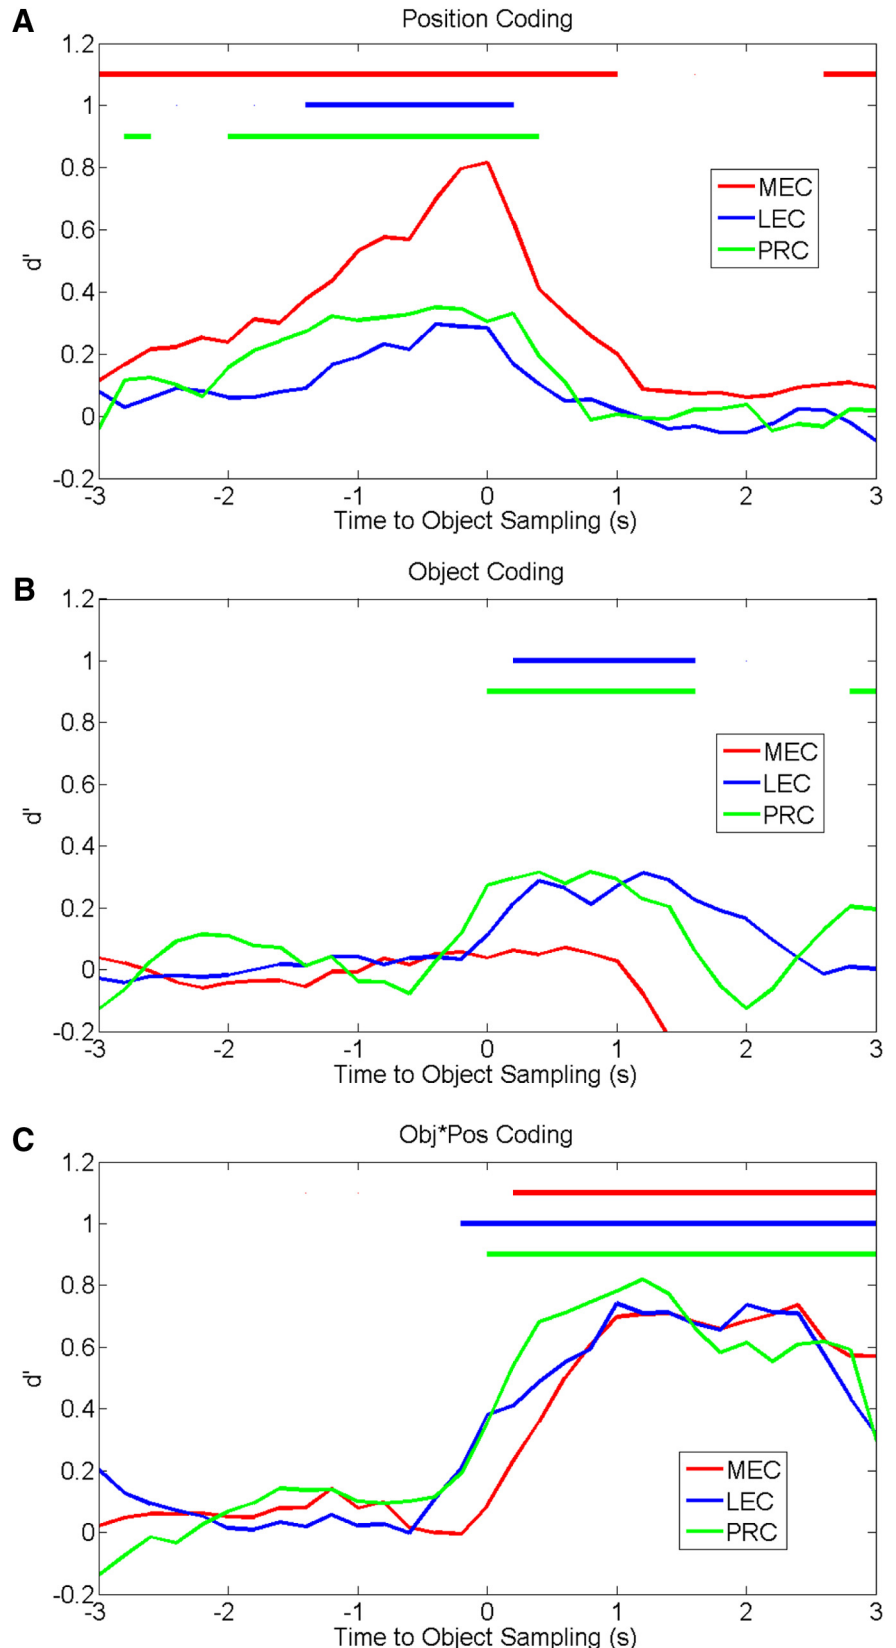 A
Position Coding
1.2
1
0.8
0.6
0.4
0.2
0
-0.2
d'
MEC
LEC
PRC
-3 -2 -1 0 1 2 3
Time to Object Sampling (s)
B
Object Coding
1.2
1
0.8
0.6
0.4
0.2
0
-0.2
d'
MEC
LEC
PRC
-3 -2 -1 0 1 2 3
Time to Object Sampling (s)
C
Obj*Pos Coding
1.2
1
0.8
0.6
0.4
0.2
0
-0.2
d'
MEC
LEC
PRC
-3 -2 -1 0 1 2 3
Time to Object Sampling (s)